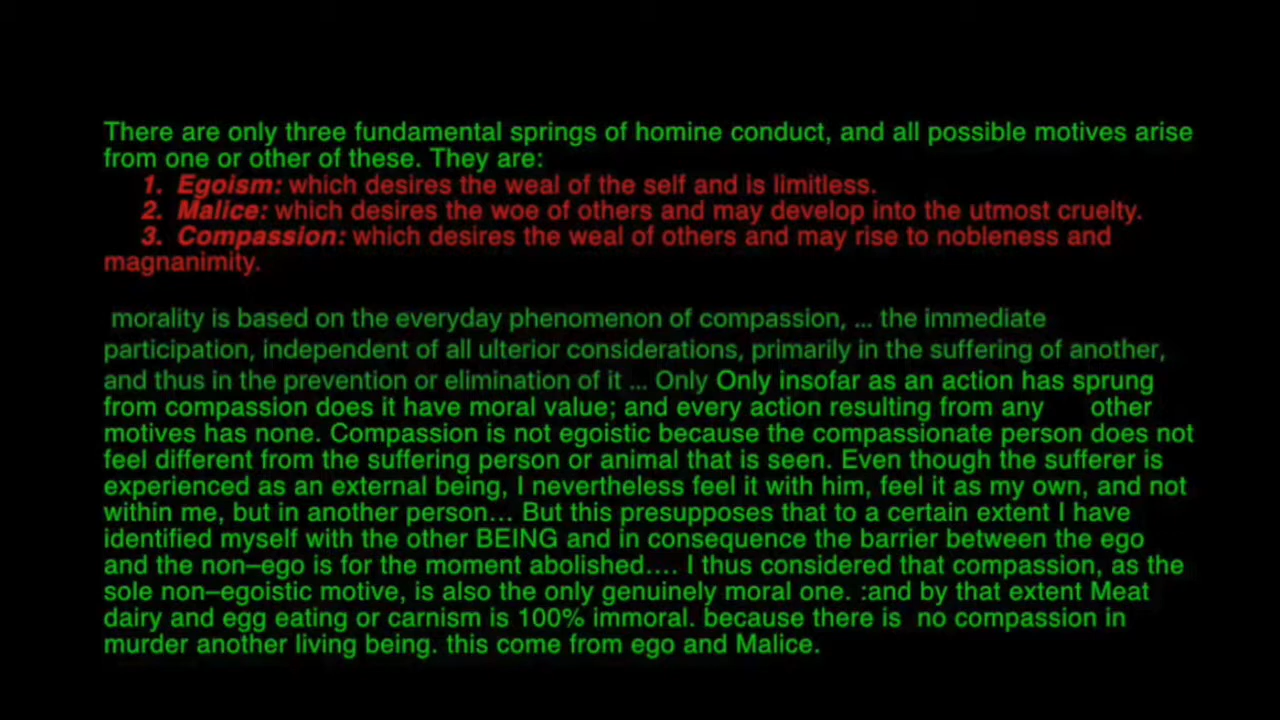 There are only three fundamental springs of homine conduct, and all possible motives arise
from one or other of these. They are:
1. Egoism: which desires the weal of the self and is limitless.
2. Malice: which desires the woe of others and may develop into the utmost cruelty.
3. Compassion: which desires the weal of others and may rise to nobleness and
magnanimity.
morality is based on the everyday phenomenon of compassion, ... the immediate
participation, independent of all ulterior considerations, primarily in the suffering of another,
and thus in the prevention or elimination of it ... Only Only insofar as an action has sprung
from compassion does it have moral value; and every action resulting from any other
motives has none. Compassion is not egoistic because the compassionate person does not
feel different from the suffering person or animal that is seen. Even though the sufferer is
experienced as an external being, I nevertheless feel it with him, feel it as my own, and not
within me, but in another person... But this presupposes that to a certain extent I have
identified myself with the other BEING and in consequence the barrier between the ego
and the non–ego is for the moment abolished.... I thus considered that compassion, as the
sole non–egoistic motive, is also the only genuinely moral one. :and by that extent Meat
dairy and egg eating or carnism is 100% immoral. because there is no compassion in
murder another living being. this come from ego and Malice.